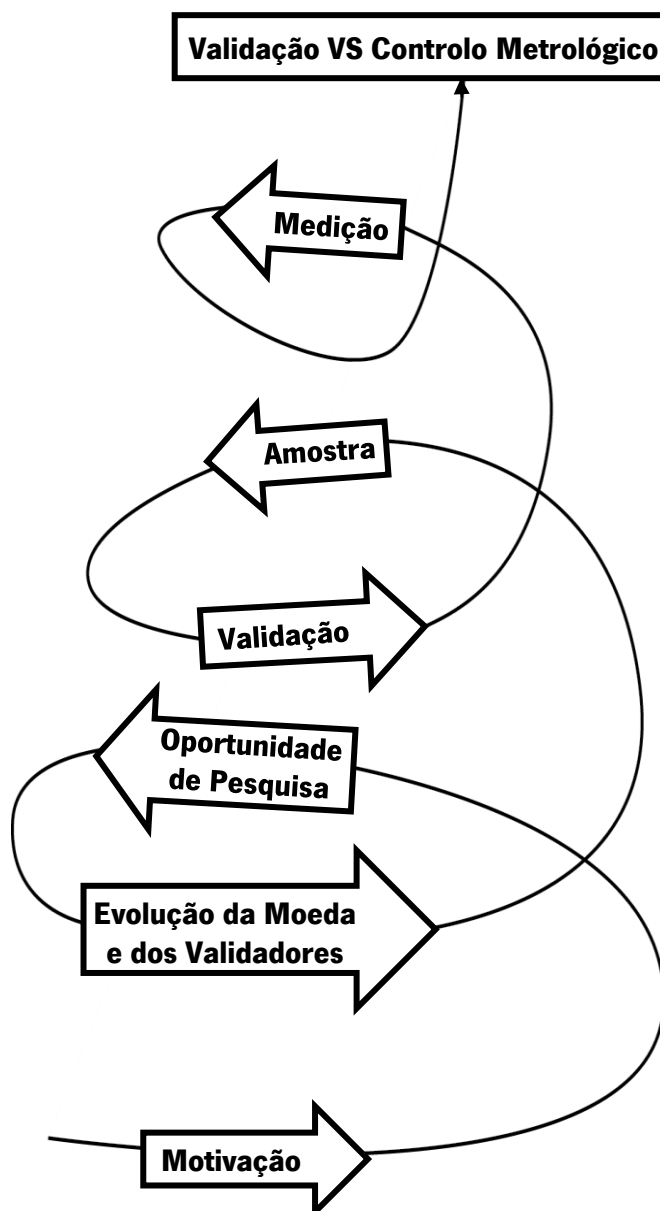 Validação VS Controlo Metrológico
Medição
Amostra
Validação
Oportunidade
de Pesquisa
Evolução da Moeda
e dos Validadores
Motivação